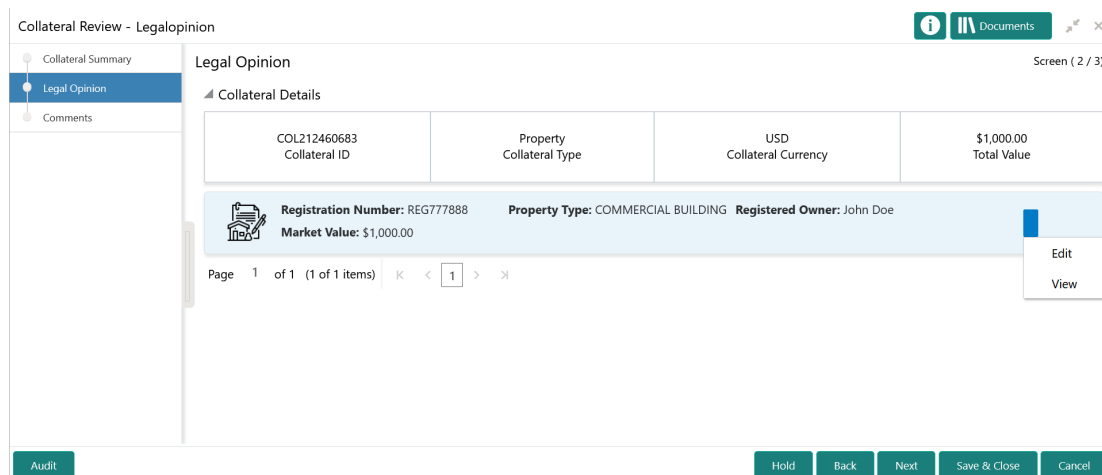 Collateral Review - Legalopinion
Documents
Collateral Summary
Legal Opinion
Comments
Legal Opinion
Screen ( 2 / 3)
Collateral Details
COL212460683
Collateral ID
Property
Collateral Type
USD
Collateral Currency
$1,000.00
Total Value
Registration Number: REG777888 Property Type: COMMERCIAL BUILDING Registered Owner: John Doe
Market Value: $1,000.00
Edit
View
Page 1 of 1 (1 of 1 items) 1
Audit
Hold Back Next Save & Close Cancel